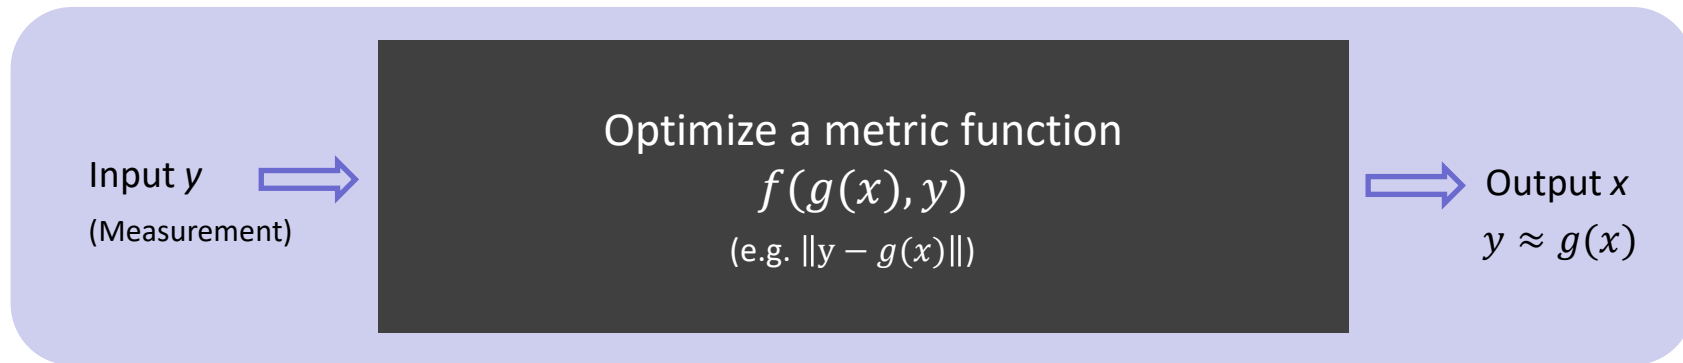 Input y
(Measurement)
Optimize a metric function
f(g(x), y)
(e.g. ‖y − g(x)‖)
Output x
y ≈ g(x)